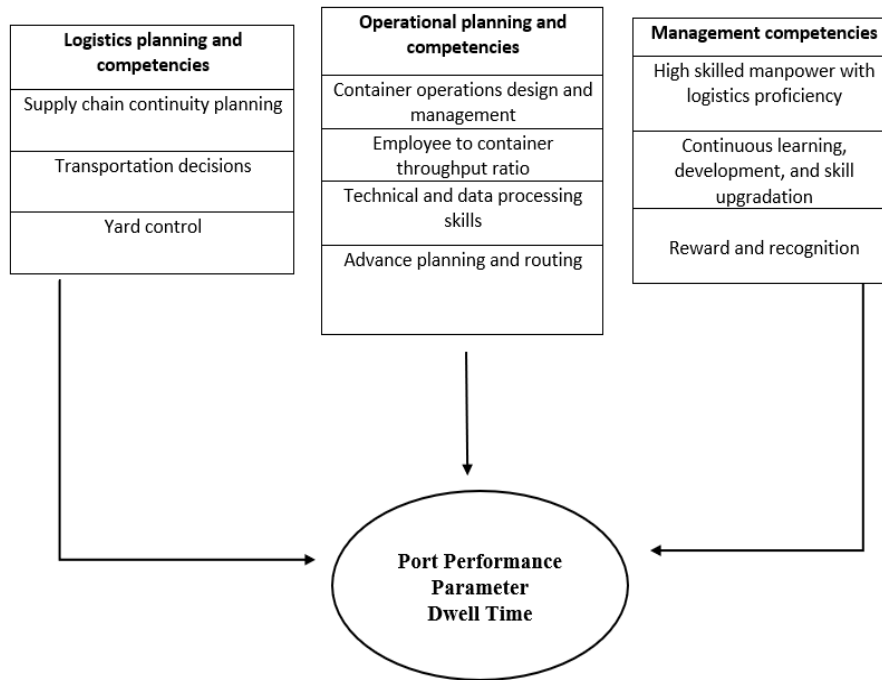 Logistics planning and
competencies
Supply chain continuity planning
Transportation decisions
Yard control
Operational planning and
competencies
Container operations design and
management
Employee to container
throughput ratio
Technical and data processing
skills
Advance planning and routing
Management competencies
High skilled manpower with
logistics proficiency
Continuous learning,
development, and skill
upgradation
Reward and recognition
Port Performance
Parameter
Dwell Time